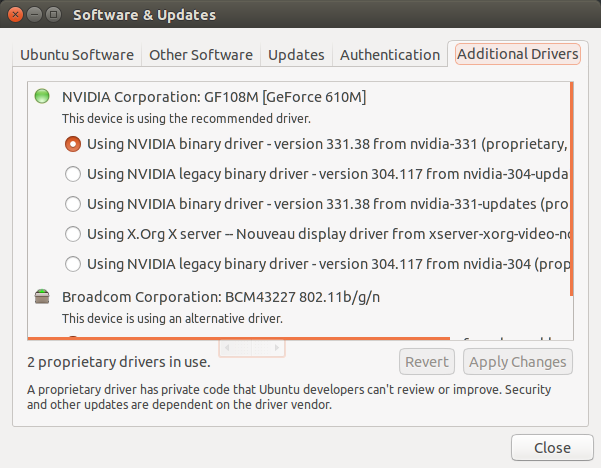 Software & Updates
Ubuntu Software
Other Software
Updates
Authentication
Additional Drivers
NVIDIA Corporation: GF108M [GeForce 610M]
This device is using the recommended driver.
Using NVIDIA binary driver - version 331.38 from nvidia-331 (proprietary,
Using NVIDIA legacy binary driver - version 304.117 from nvidia-304-upda
Using NVIDIA binary driver - version 331.38 from nvidia-331-updates (pro
Using X.Org X server -- Nouveau display driver from xserver-xorg-video-no
Using NVIDIA legacy binary driver - version 304.117 from nvidia-304 (prop
Broadcom Corporation: BCM43227 802.11b/g/n
This device is using an alternative driver.
2 proprietary drivers in use.
Revert
Apply Changes
A proprietary driver has private code that Ubuntu developers can't review or improve. Security
and other updates are dependent on the driver vendor.
Close